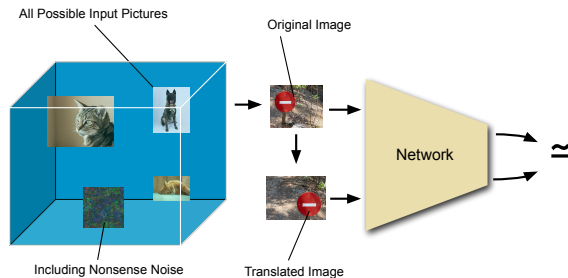 All Possible Input Pictures
Original Image
Network
≃
Including Nonsense Noise
Translated Image